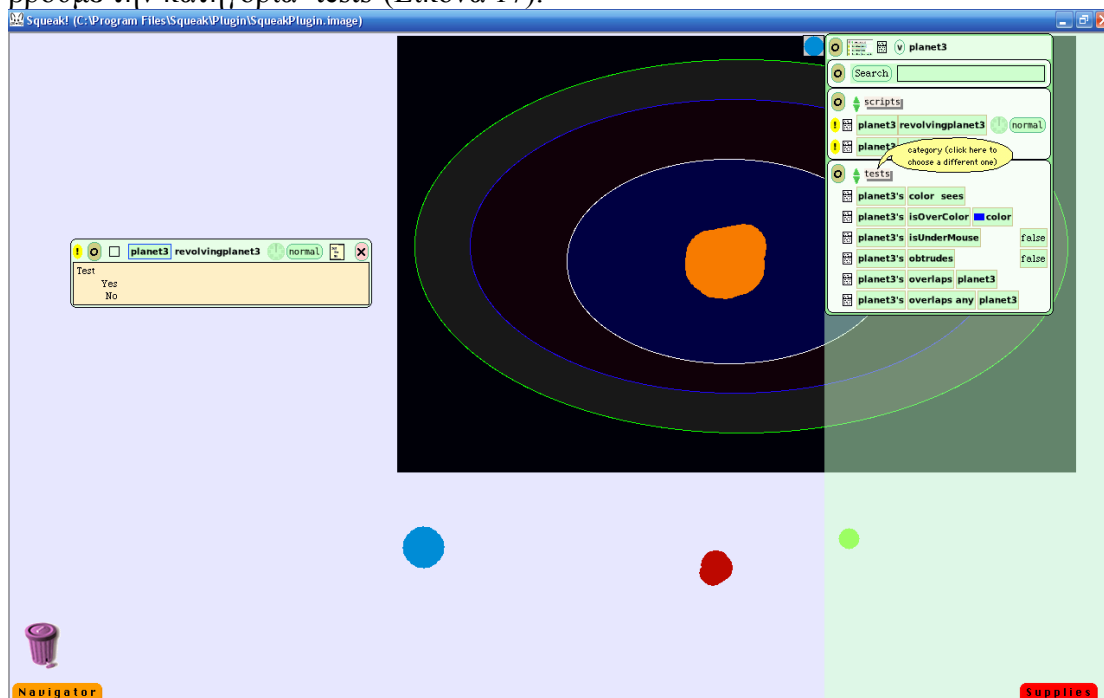 βρούμε την κατηγορία "tests (Εικόνα 17).
Squeak! (C:\Program Files\Squeak\Plugin\SqueakPlugin.image)
v planet3
Search
scripts
! planet3 revolvingplanet3 normal
! planet3
category (click here to
choose a different one)
tests
planet3's color sees
planet3's isOverColor color
planet3's isUnderMouse false
planet3's obtrudes false
planet3's overlaps planet3
planet3's overlaps any planet3
! planet3 revolvingplanet3 normal
Test
Yes
No
Navigator
Supplies